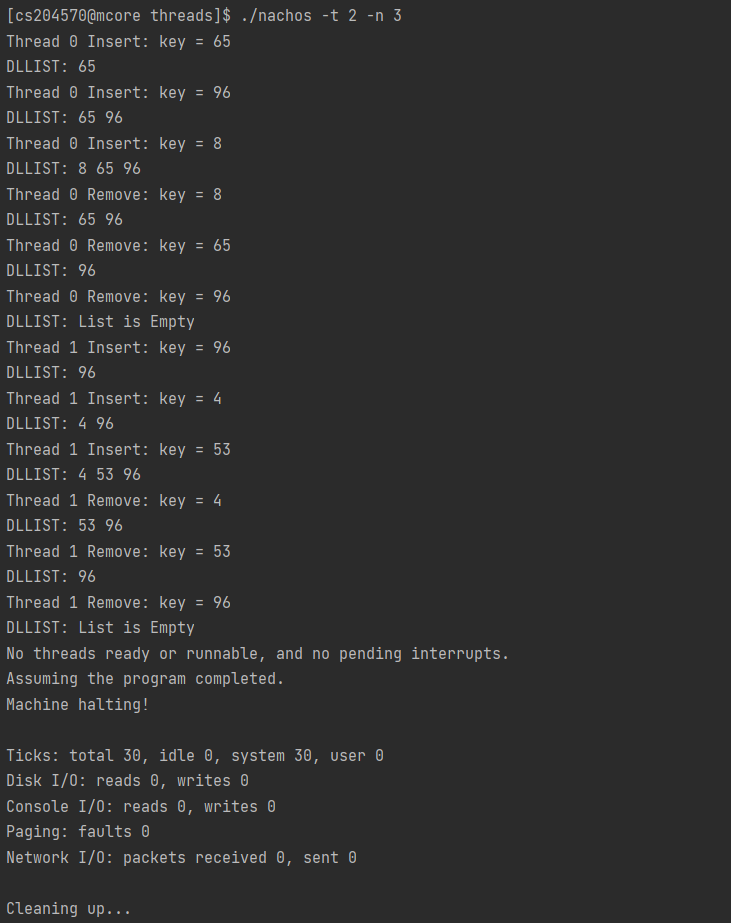 [cs204570@mcore threads]$ ./nachos -t 2 -n 3
Thread 0 Insert: key = 65
DLLIST: 65
Thread 0 Insert: key = 96
DLLIST: 65 96
Thread 0 Insert: key = 8
DLLIST: 8 65 96
Thread 0 Remove: key = 8
DLLIST: 65 96
Thread 0 Remove: key = 65
DLLIST: 96
Thread 0 Remove: key = 96
DLLIST: List is Empty
Thread 1 Insert: key = 96
DLLIST: 96
Thread 1 Insert: key = 4
DLLIST: 4 96
Thread 1 Insert: key = 53
DLLIST: 4 53 96
Thread 1 Remove: key = 4
DLLIST: 53 96
Thread 1 Remove: key = 53
DLLIST: 96
Thread 1 Remove: key = 96
DLLIST: List is Empty
No threads ready or runnable, and no pending interrupts.
Assuming the program completed.
Machine halting!

Ticks: total 30, idle 0, system 30, user 0
Disk I/O: reads 0, writes 0
Console I/O: reads 0, writes 0
Paging: faults 0
Network I/O: packets received 0, sent 0

Cleaning up...